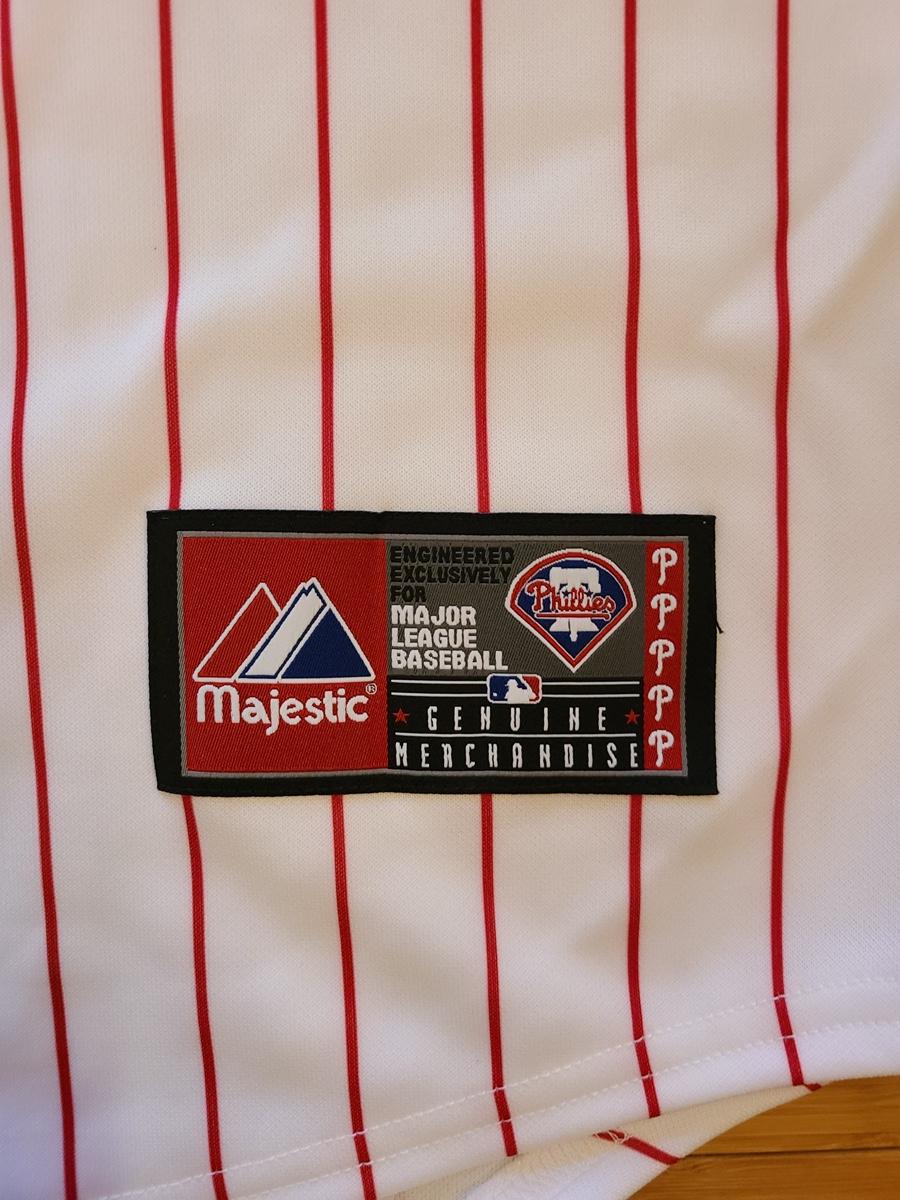 Majestic®
ENGINEERED
EXCLUSIVELY
FOR
MAJOR
LEAGUE
BASEBALL
Phillies
GENUINE
MERCHANDISE
P
P
P
P
P